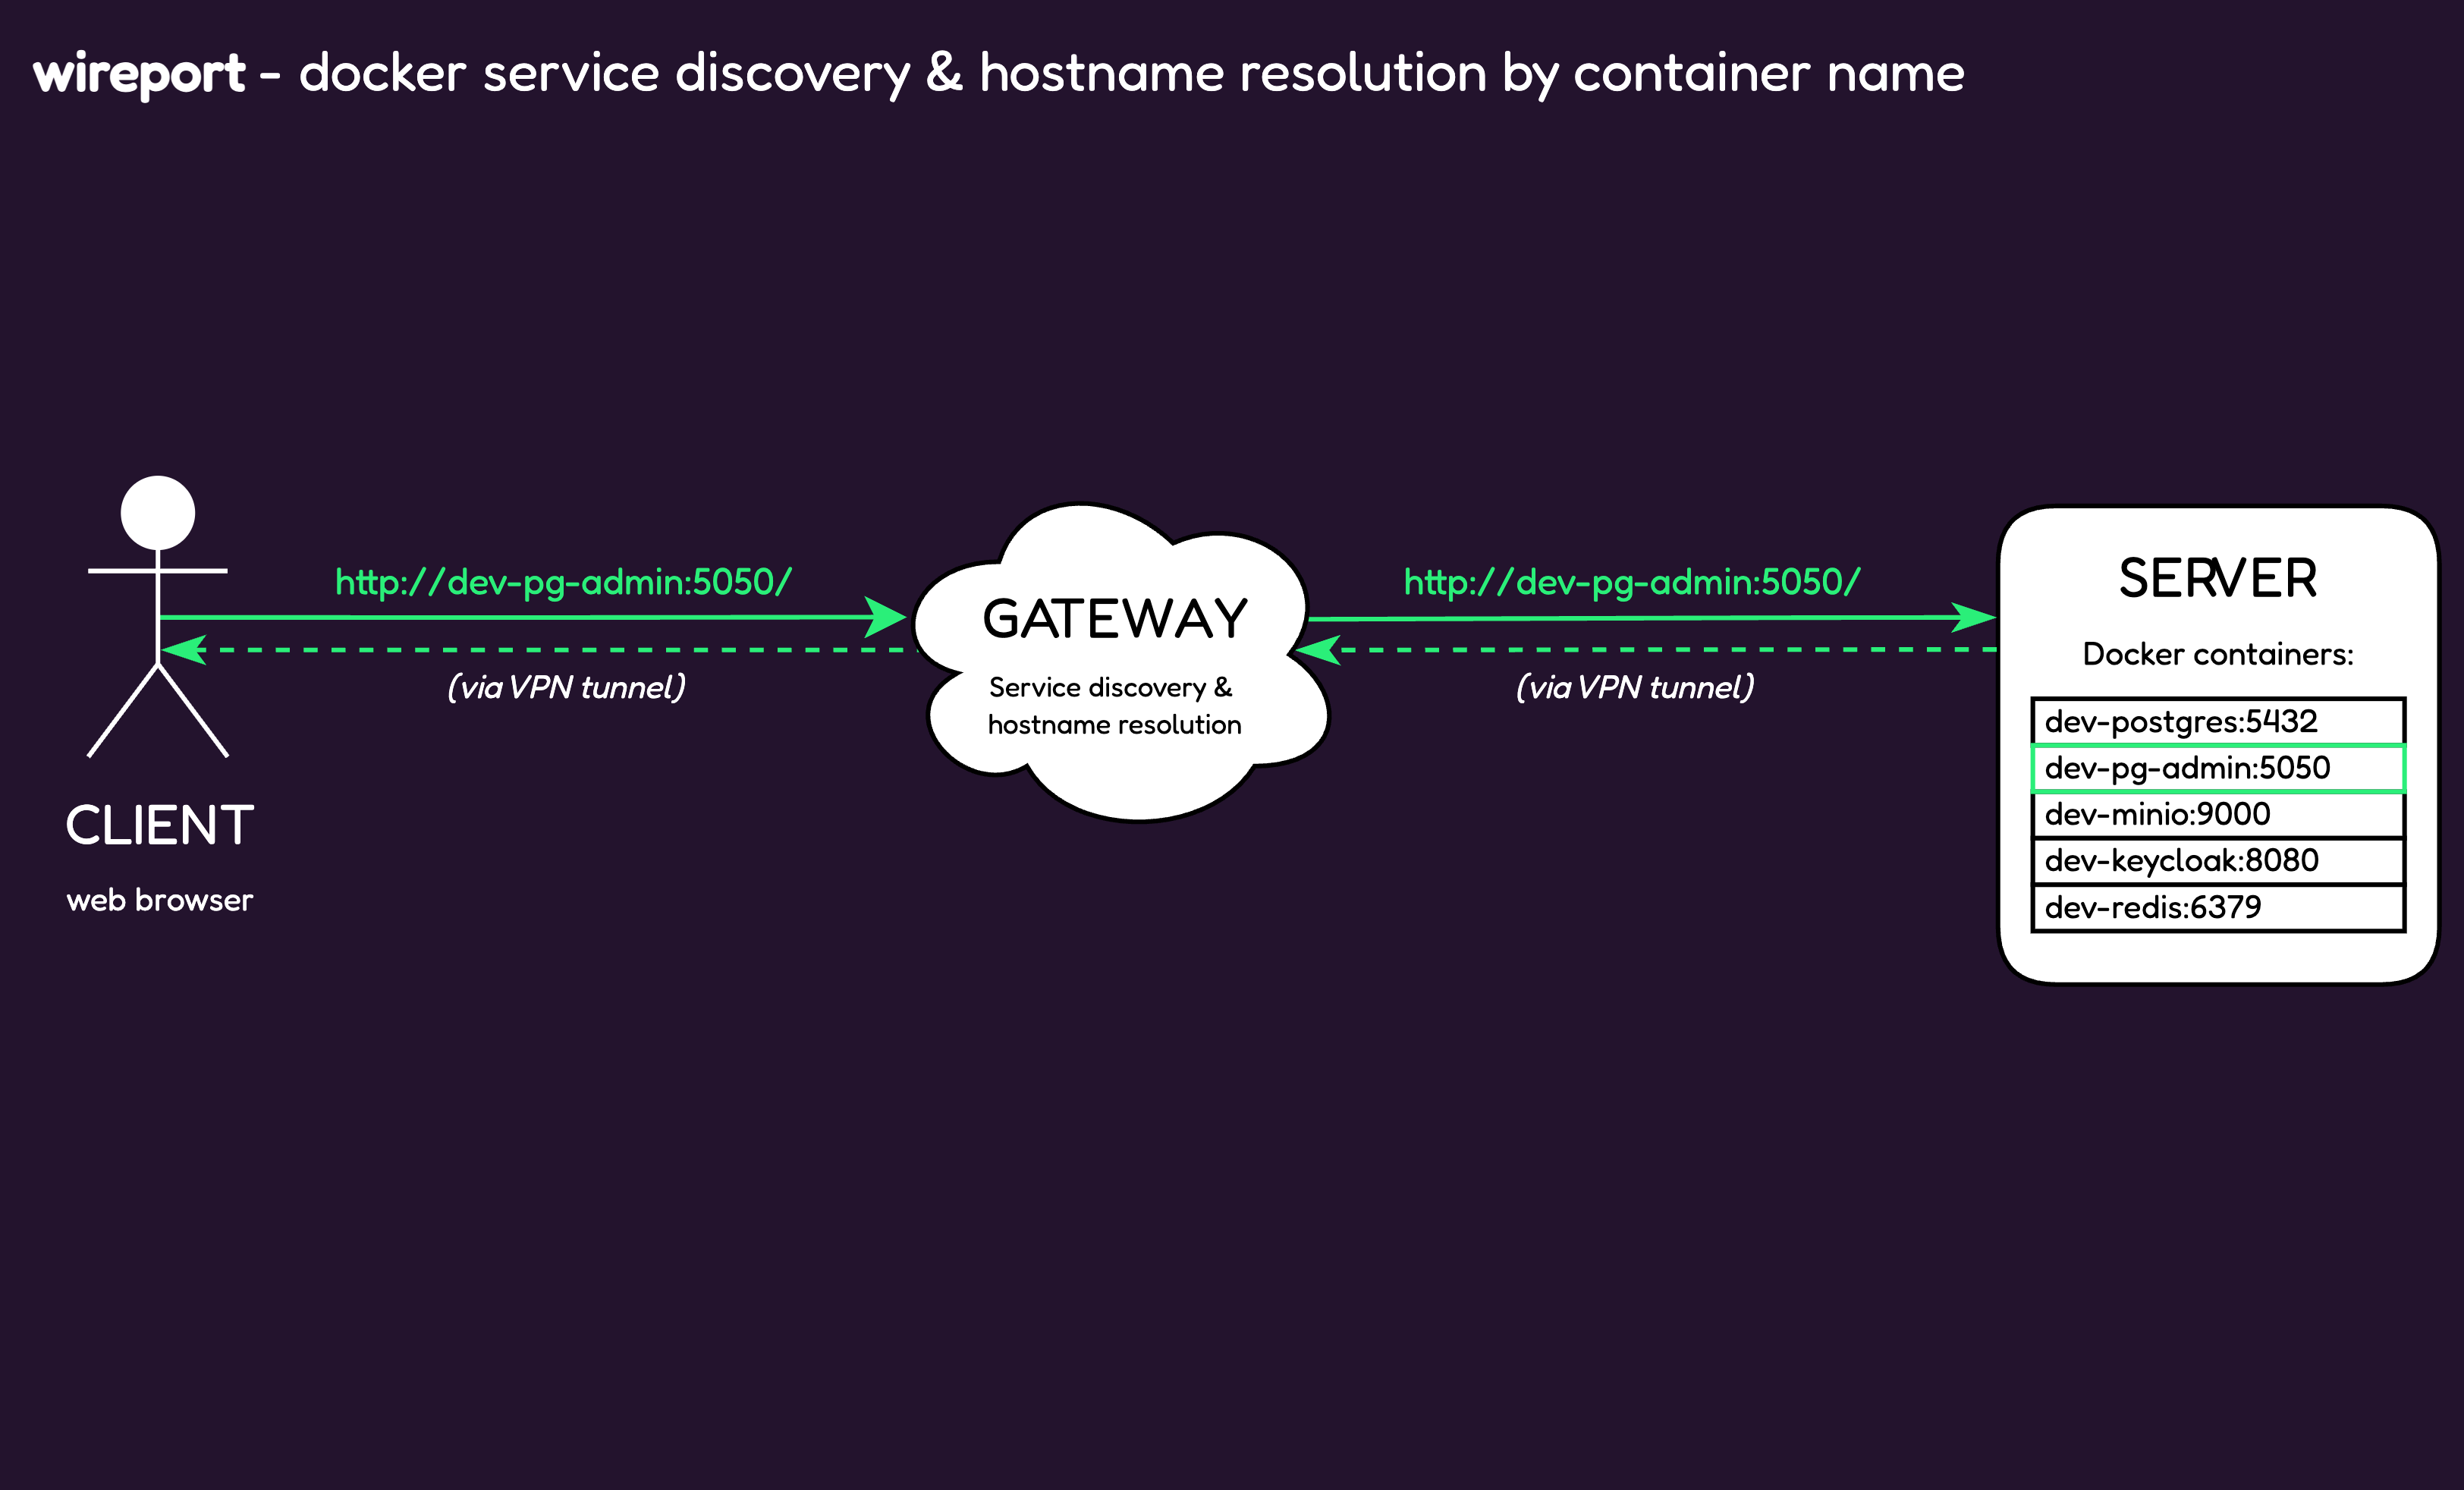 wireport - docker service discovery & hostname resolution by container name
http://dev-pg-admin:5050/
(via VPN tunnel)
CLIENT
web browser
GATEWAY
Service discovery &
hostname resolution
http://dev-pg-admin:5050/
(via VPN tunnel)
SERVER
Docker containers:
dev-postgres:5432
dev-pg-admin:5050
dev-minio:9000
dev-keycloak:8080
dev-redis:6379